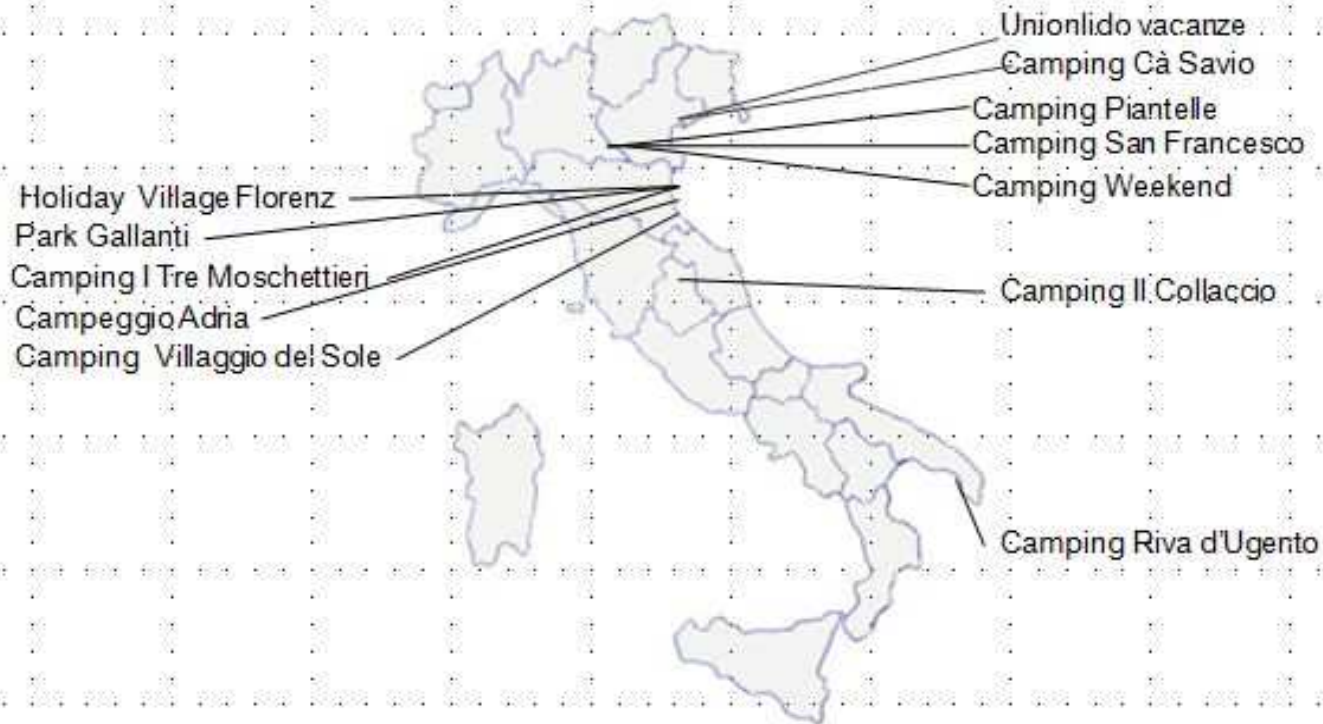 Unionlido vacanze
Camping Cà Savio
Camping Piantelle
Camping San Francesco
Camping Weekend
Holiday Village Florenz
Park Gallanti
Camping I Tre Moschettieri
Campeggio Adria
Camping Villaggio del Sole
Camping Il Collaccio
Camping Riva d'Ugento